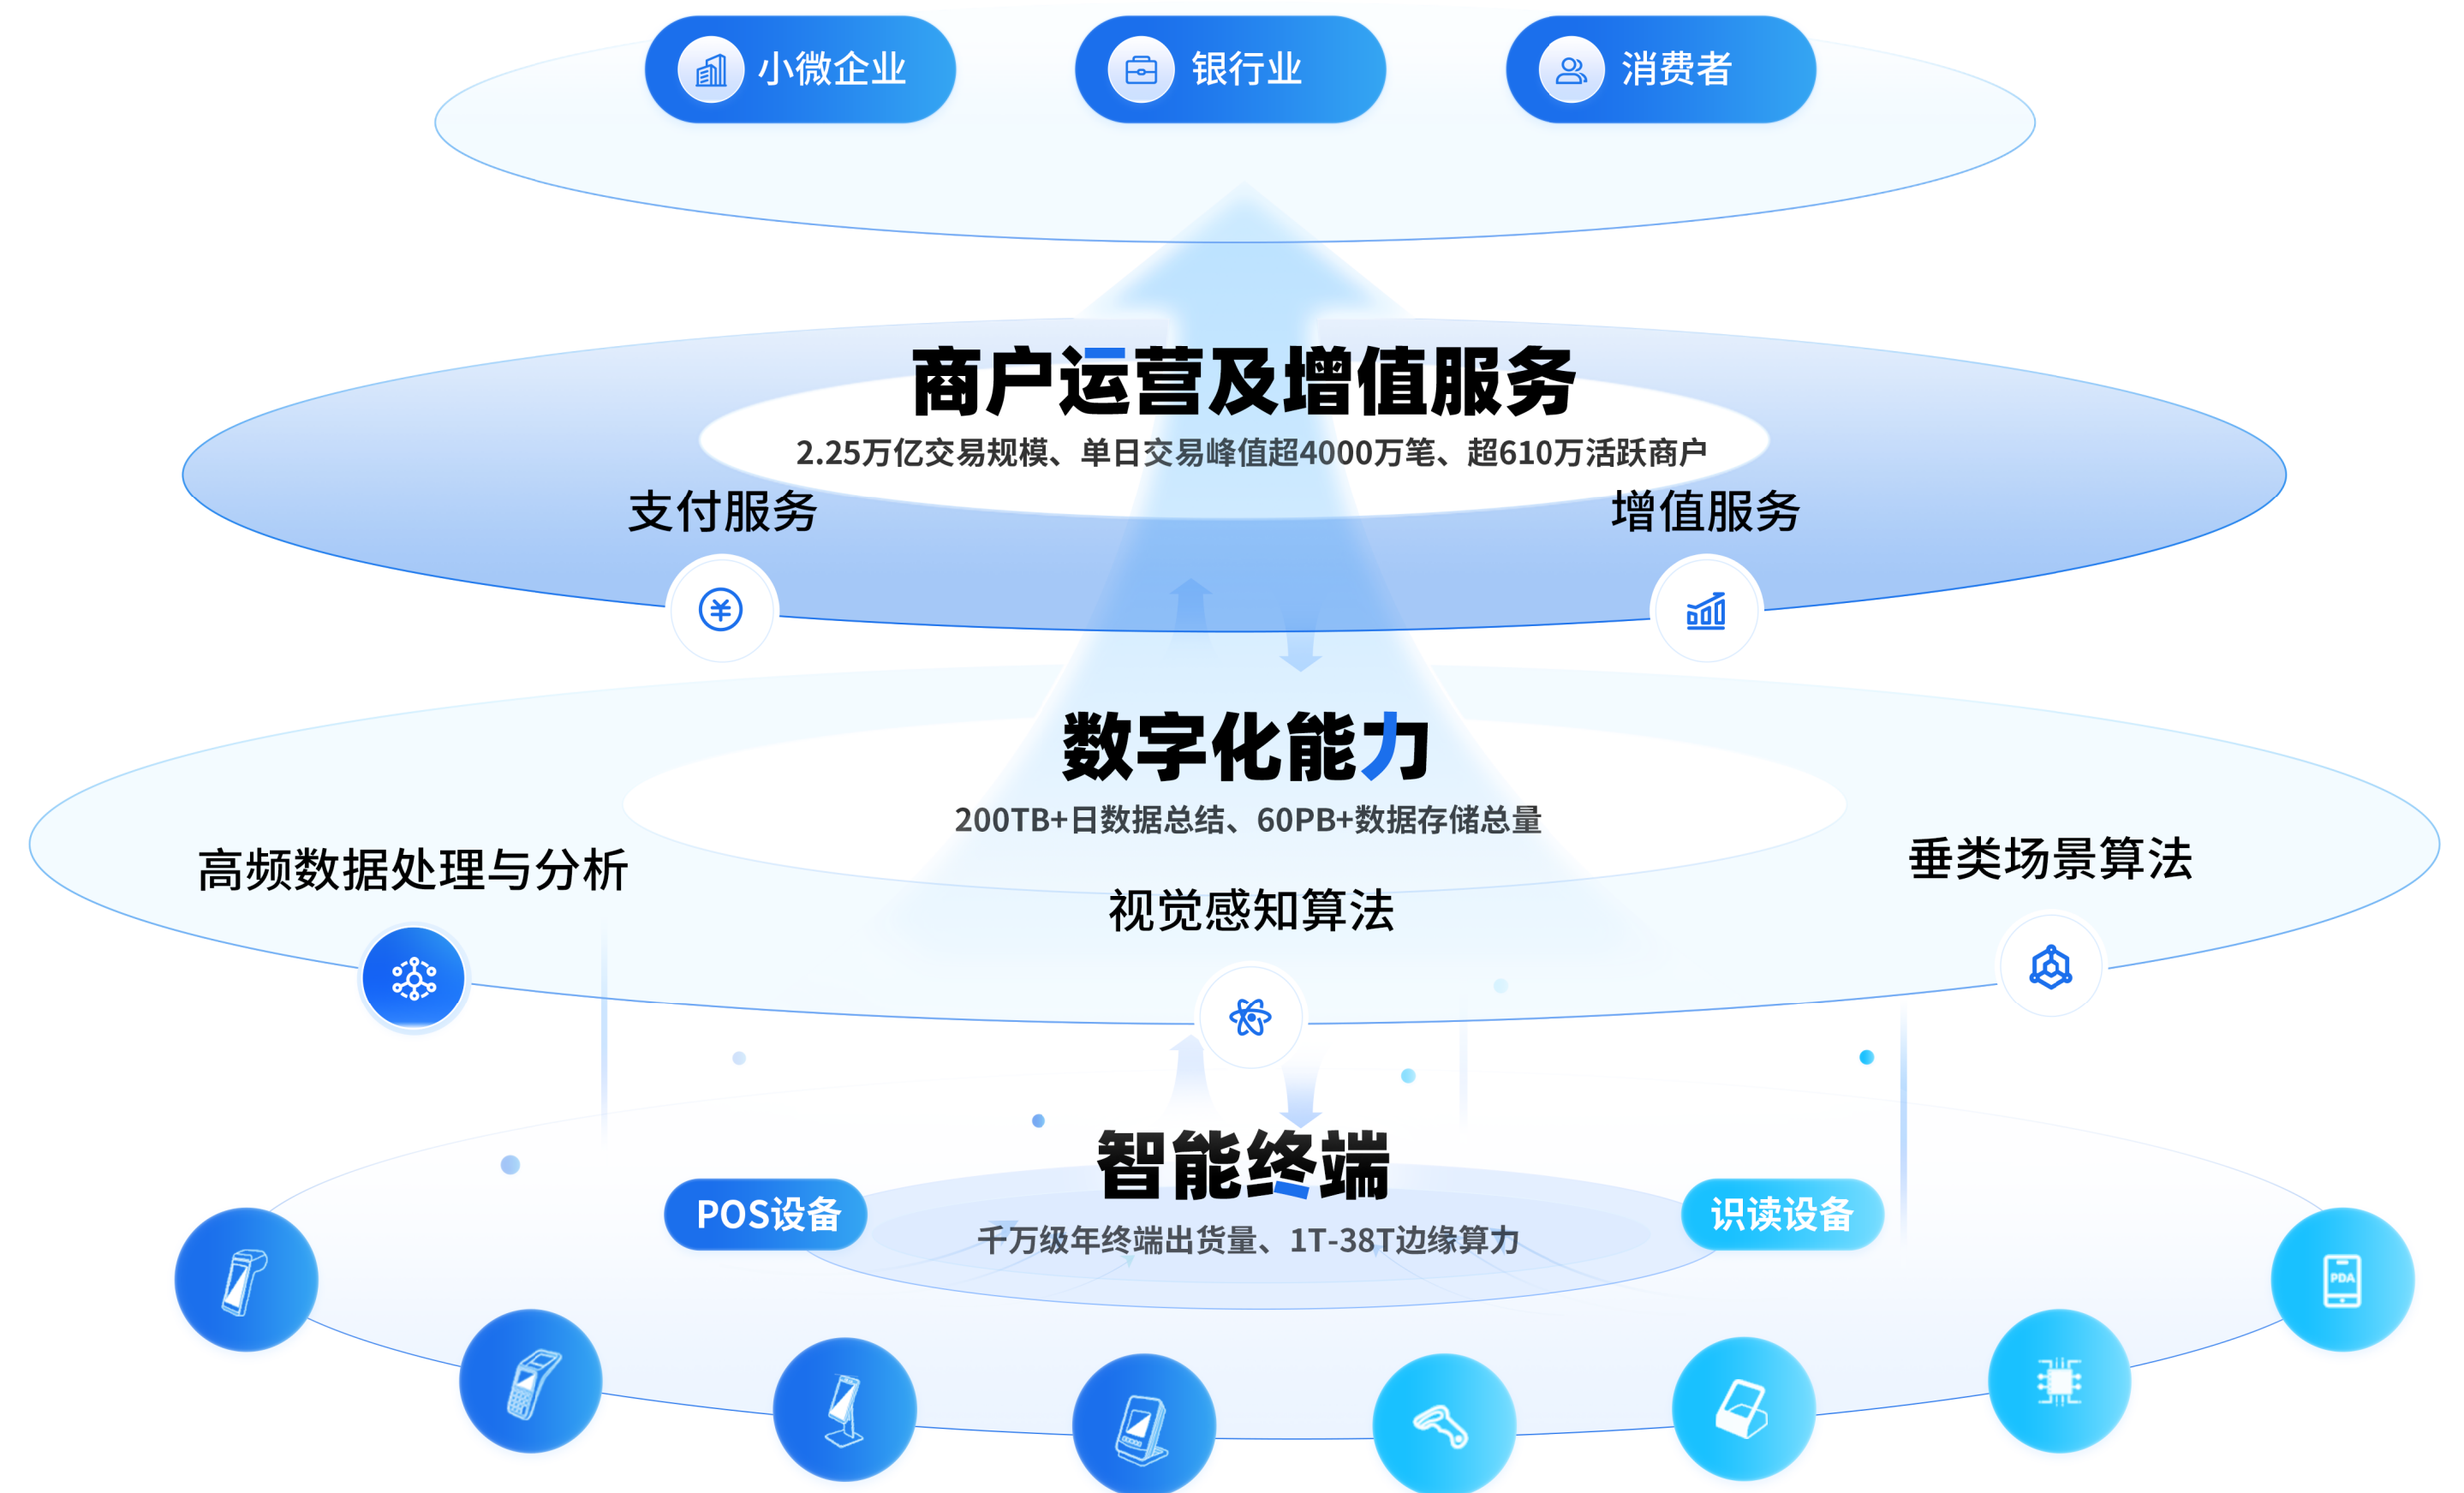 小微企业
银行业
消费者
商户运营及增值服务
2.25万亿交易规模、单日交易峰值超4000万笔、超610万活跃商户
支付服务
增值服务
数字化能力
200TB+日数据总结、60PB+数据存储总量
高频数据处理与分析
视觉感知算法
垂类场景算法
智能终端
POS设备
识读设备
千万级年终端出货量、1T-38T边缘算力
PDA